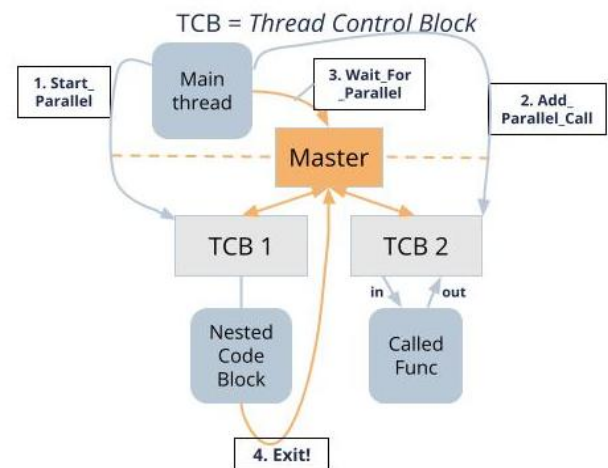 TCB = Thread Control Block
1. Start_
Parallel
Main
thread
3. Wait_For
_Parallel
2. Add_
Parallel_Call
Master
TCB 1
TCB 2
in
out
Nested
Code
Block
Called
Func
4. Exit!